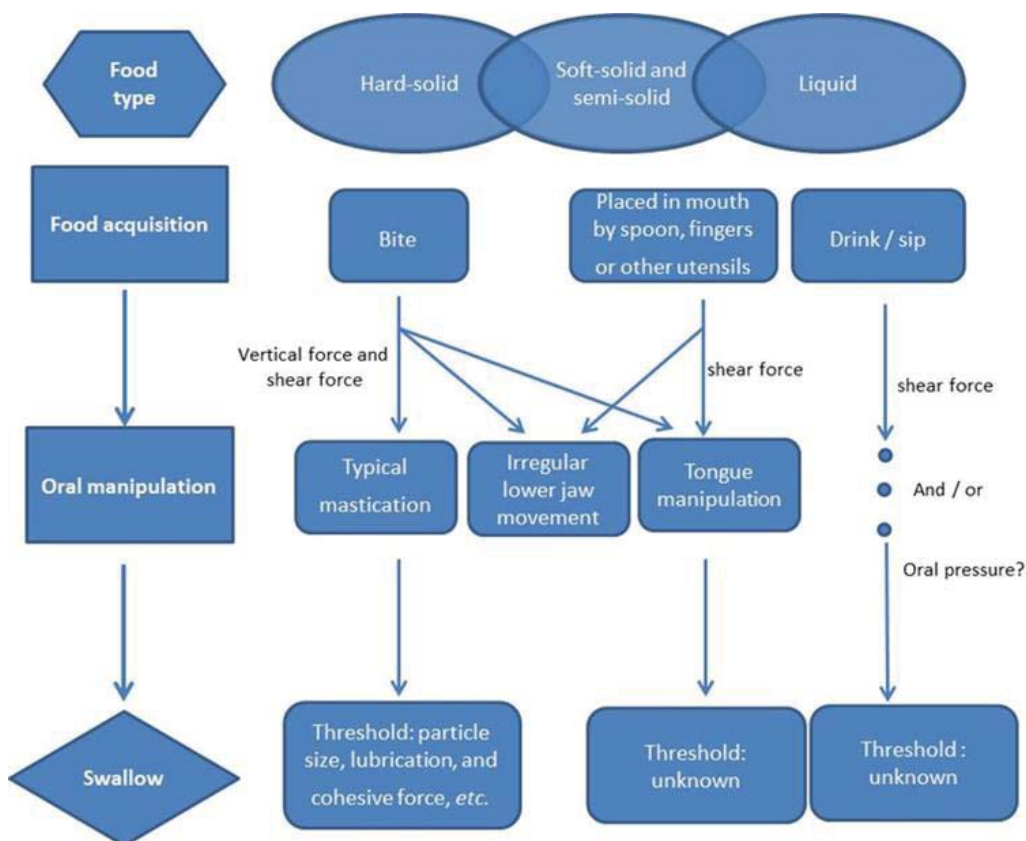 Food
type
Hard-solid
Soft-solid and
semi-solid
Liquid
Food acquisition
Bite
Placed in mouth
by spoon, fingers
or other utensils
Drink / sip
Vertical force and
shear force
shear force
shear force
Oral manipulation
Typical
mastication
Irregular
lower jaw
movement
Tongue
manipulation
And / or
Oral pressure?
Swallow
Threshold: particle
size, lubrication, and
cohesive force, etc.
Threshold:
unknown
Threshold :
unknown